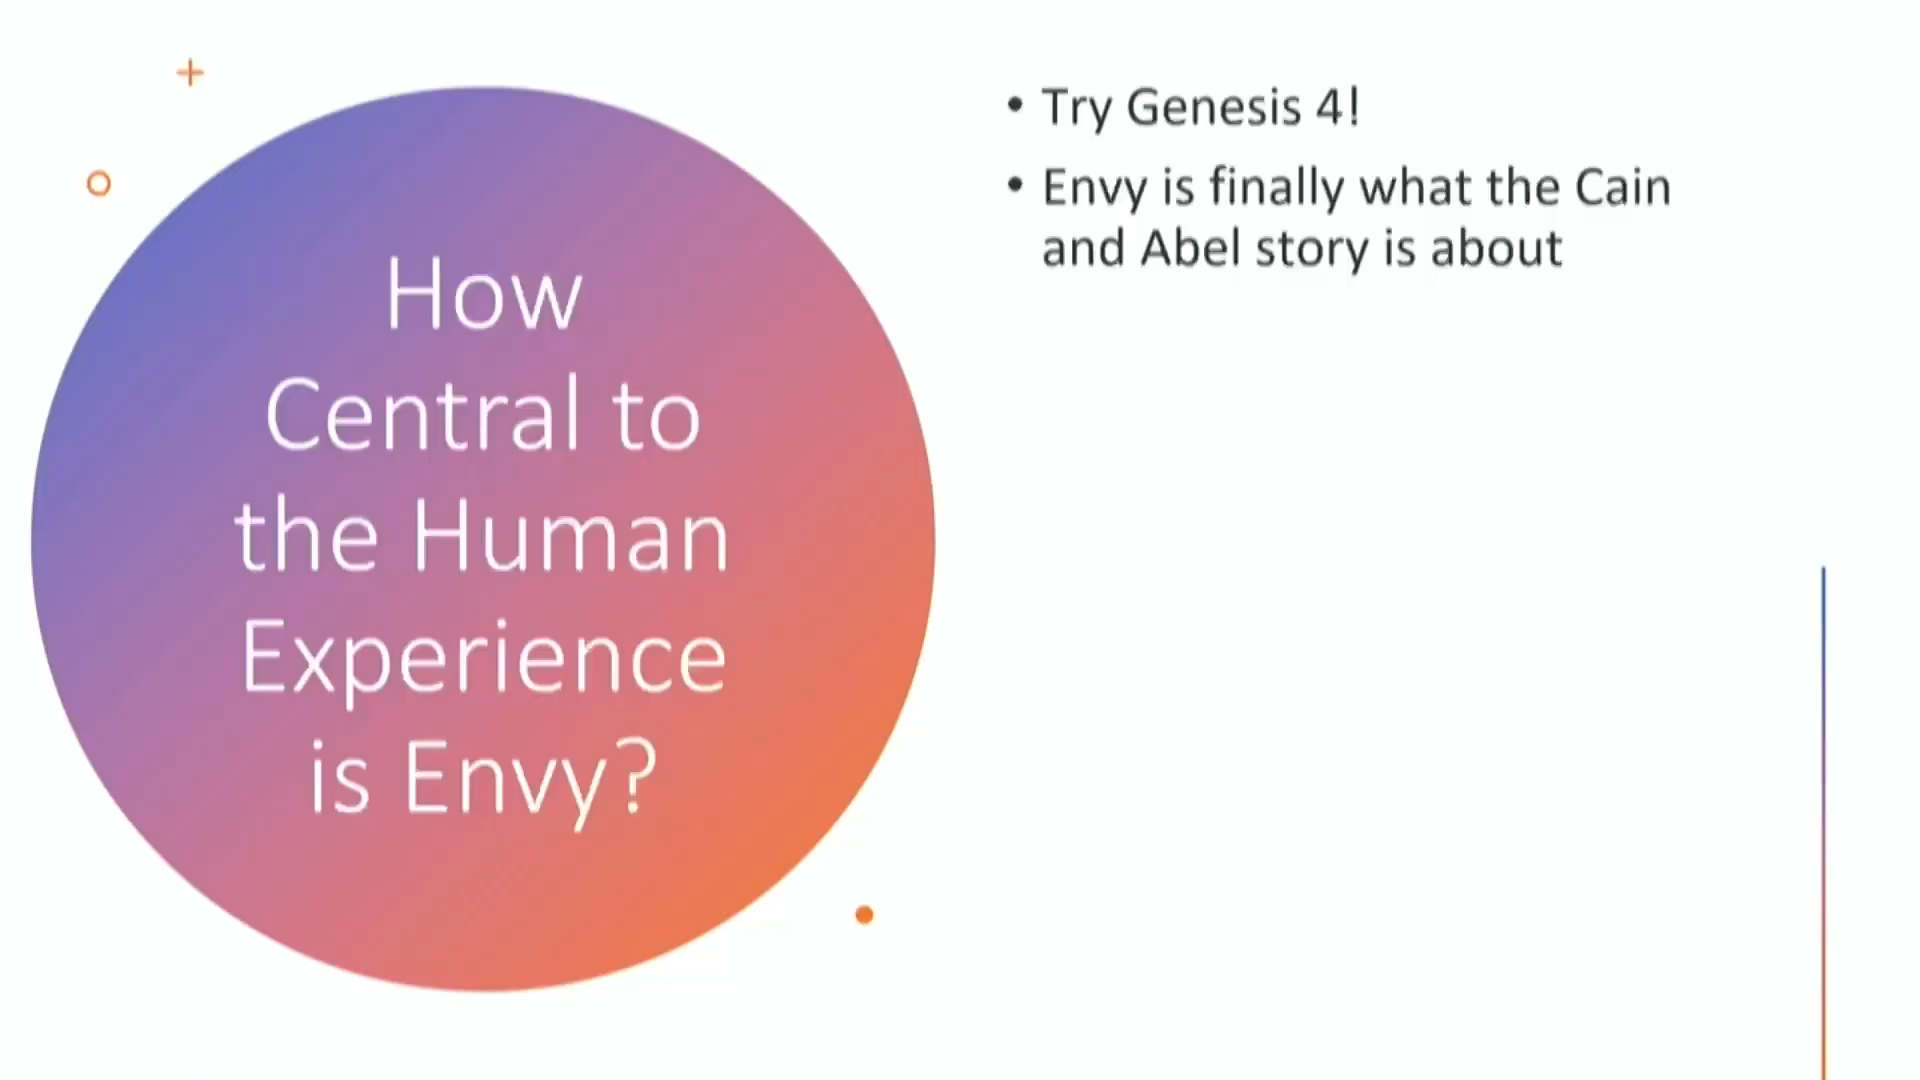 How
Central to
the Human
Experience
is Envy?
• Try Genesis 4!
• Envy is finally what the Cain
and Abel story is about